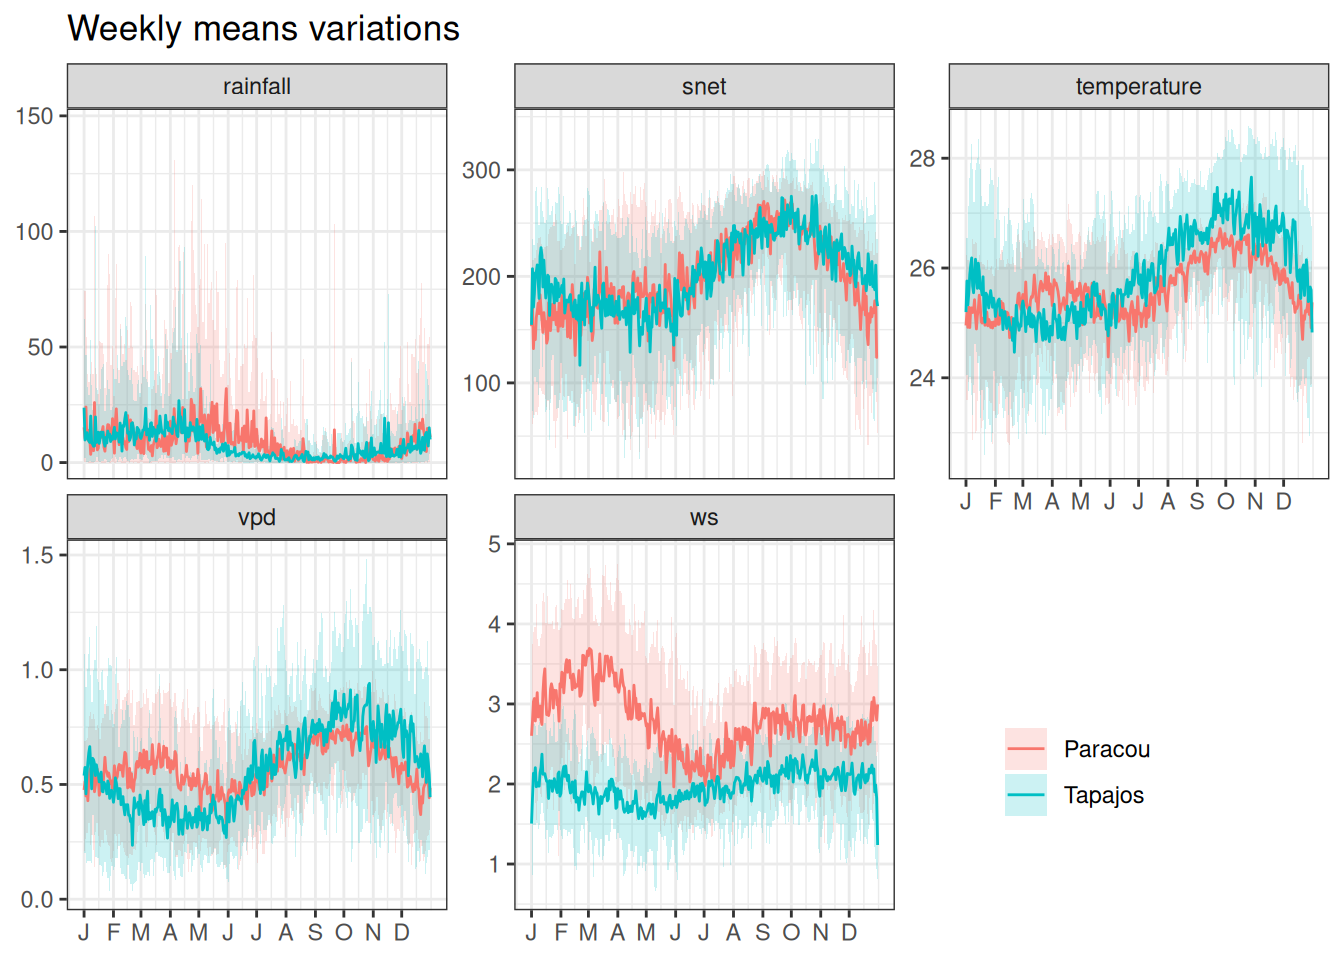 Weekly means variations
rainfall
snet
temperature
150
100
50
0
300
200
100
28
26
24
J F M A M J J A S O N D
vpd
ws
1.5
1.0
0.5
0.0
5
4
3
2
1
J F M A M J J A S O N D
J F M A M J J A S O N D
Paracou
Tapajos